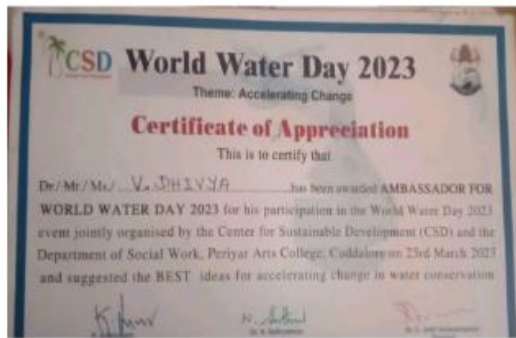 CSD World Water Day 2023
Theme: Accelerating Change
Certificate of Appreciation
This is to certify that
Dr/Mr/Ms/ V. DHIVYA has been awarded AMBASSADOR FOR
WORLD WATER DAY 2023 for his participation in the World Water Day 2023
event jointly organised by the Center for Sustainable Development (CSD) and the
Department of Social Work, Periyar Arts College, Cuddalore on 23rd March 2023
and suggested the BEST ideas for accelerating change in water conservation